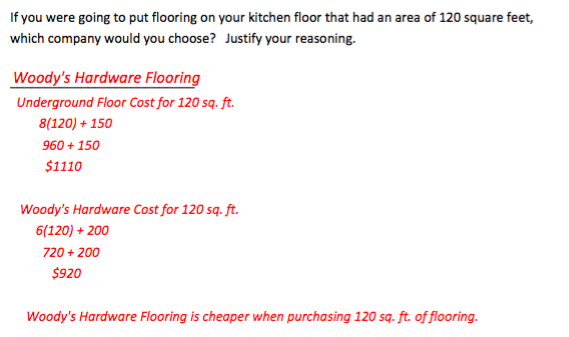 If you were going to put flooring on your kitchen floor that had an area of 120 square feet,
which company would you choose? Justify your reasoning.
Woody's Hardware Flooring
Underground Floor Cost for 120 sq. ft.
8(120) + 150
960 + 150
$1110
Woody's Hardware Cost for 120 sq. ft.
6(120) + 200
720 + 200
$920
Woody's Hardware Flooring is cheaper when purchasing 120 sq. ft. of flooring.